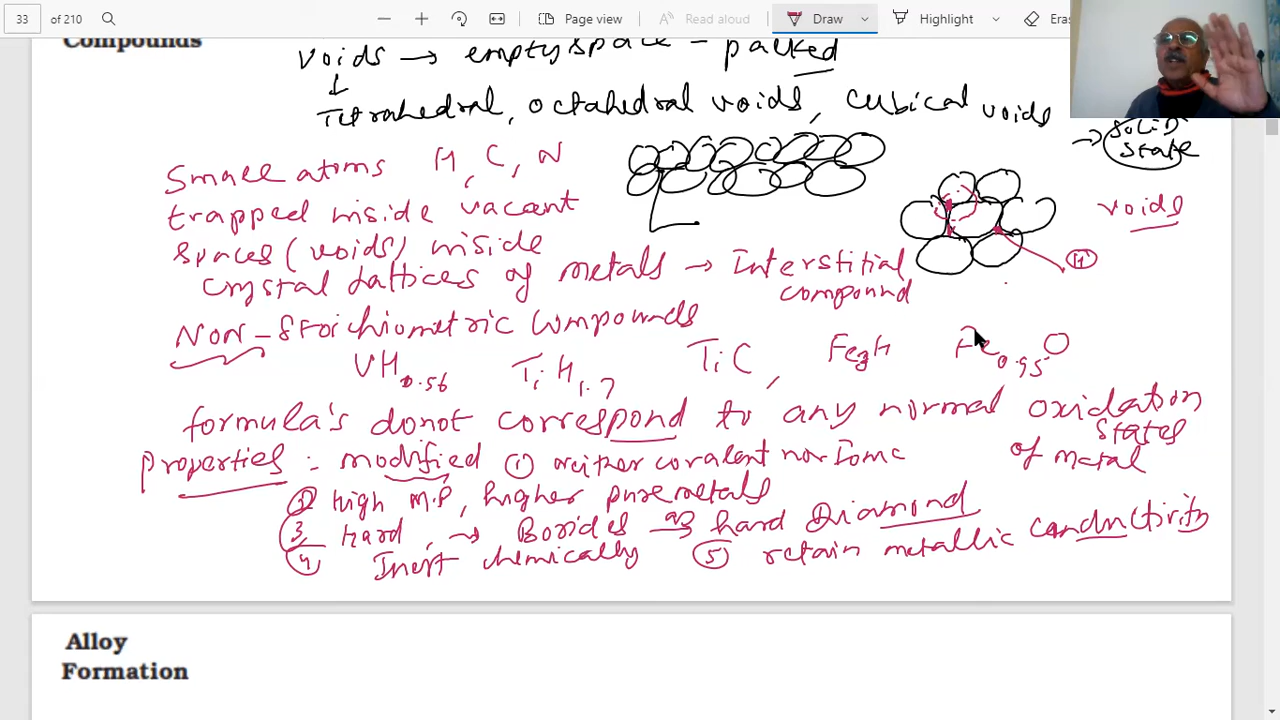 33 of 210 Page view Read aloud Draw Highlight Eras
Compounds
voids → empty space - packed
Tetrahedral, octahedral voids, cubical voids
→ Solid
state
Small atoms H, C, N
trapped inside vacant
spaces (voids) inside
crystal lattices of metals → Interstitial
compound
voids
H
Non-Stoichiometric compounds
VH0.56 TiH1.7 TiC, Fe3H Fe0.95O
formula's donot correspond to any normal oxidation
states
of metal
properties : modified ① neither covalent nor Ionic
② High M.P, higher pure metals
③ Hard, → Borides as hard Diamond
④ Inert chemically ⑤ retain metallic conductivity
Alloy
Formation